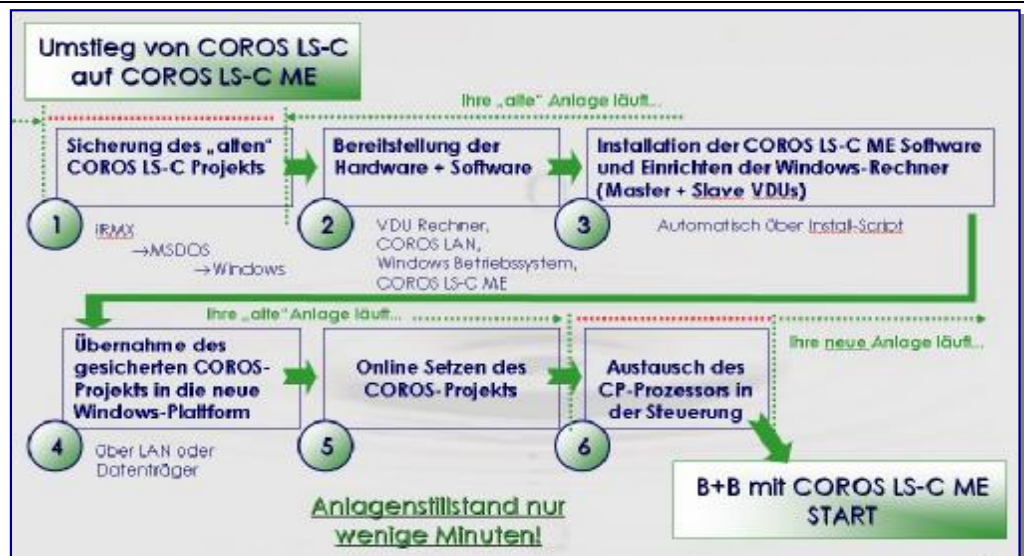 Umstieg von COROS LS-C
auf COROS LS-C ME
Ihre „alte" Anlage läuft...
Sicherung des „alten"
COROS LS-C Projekts
1
iRMX
→MSDOS
→Windows
Bereitstellung der
Hardware + Software
2
VDU Rechner,
COROS LAN,
Windows Betriebssystem,
COROS LS-C ME
Installation der COROS LS-C ME Software
und Einrichten der Windows-Rechner
(Master + Slave VDUs)
3
Automatisch über Install-Script
Ihre „alte" Anlage läuft...
Ihre neue Anlage läuft...
Übernahme des
gesicherten COROS-
Projekts in die neue
Windows-Plattform
4
über LAN oder
Datenträger
Online Setzen des
COROS-Projekts
5
Austausch des
CP-Prozessors in
der Steuerung
6
Anlagenstillstand nur
wenige Minuten!
B+B mit COROS LS-C ME
START